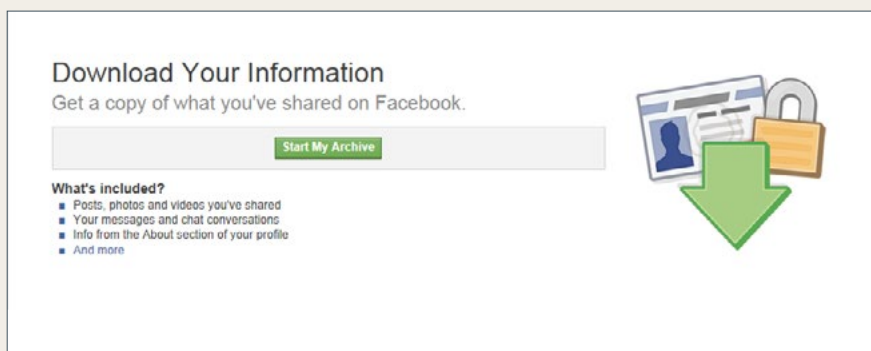 Download Your Information
Get a copy of what you've shared on Facebook.
Start My Archive
What's included?
Posts, photos and videos you've shared
Your messages and chat conversations
Info from the About section of your profile
And more